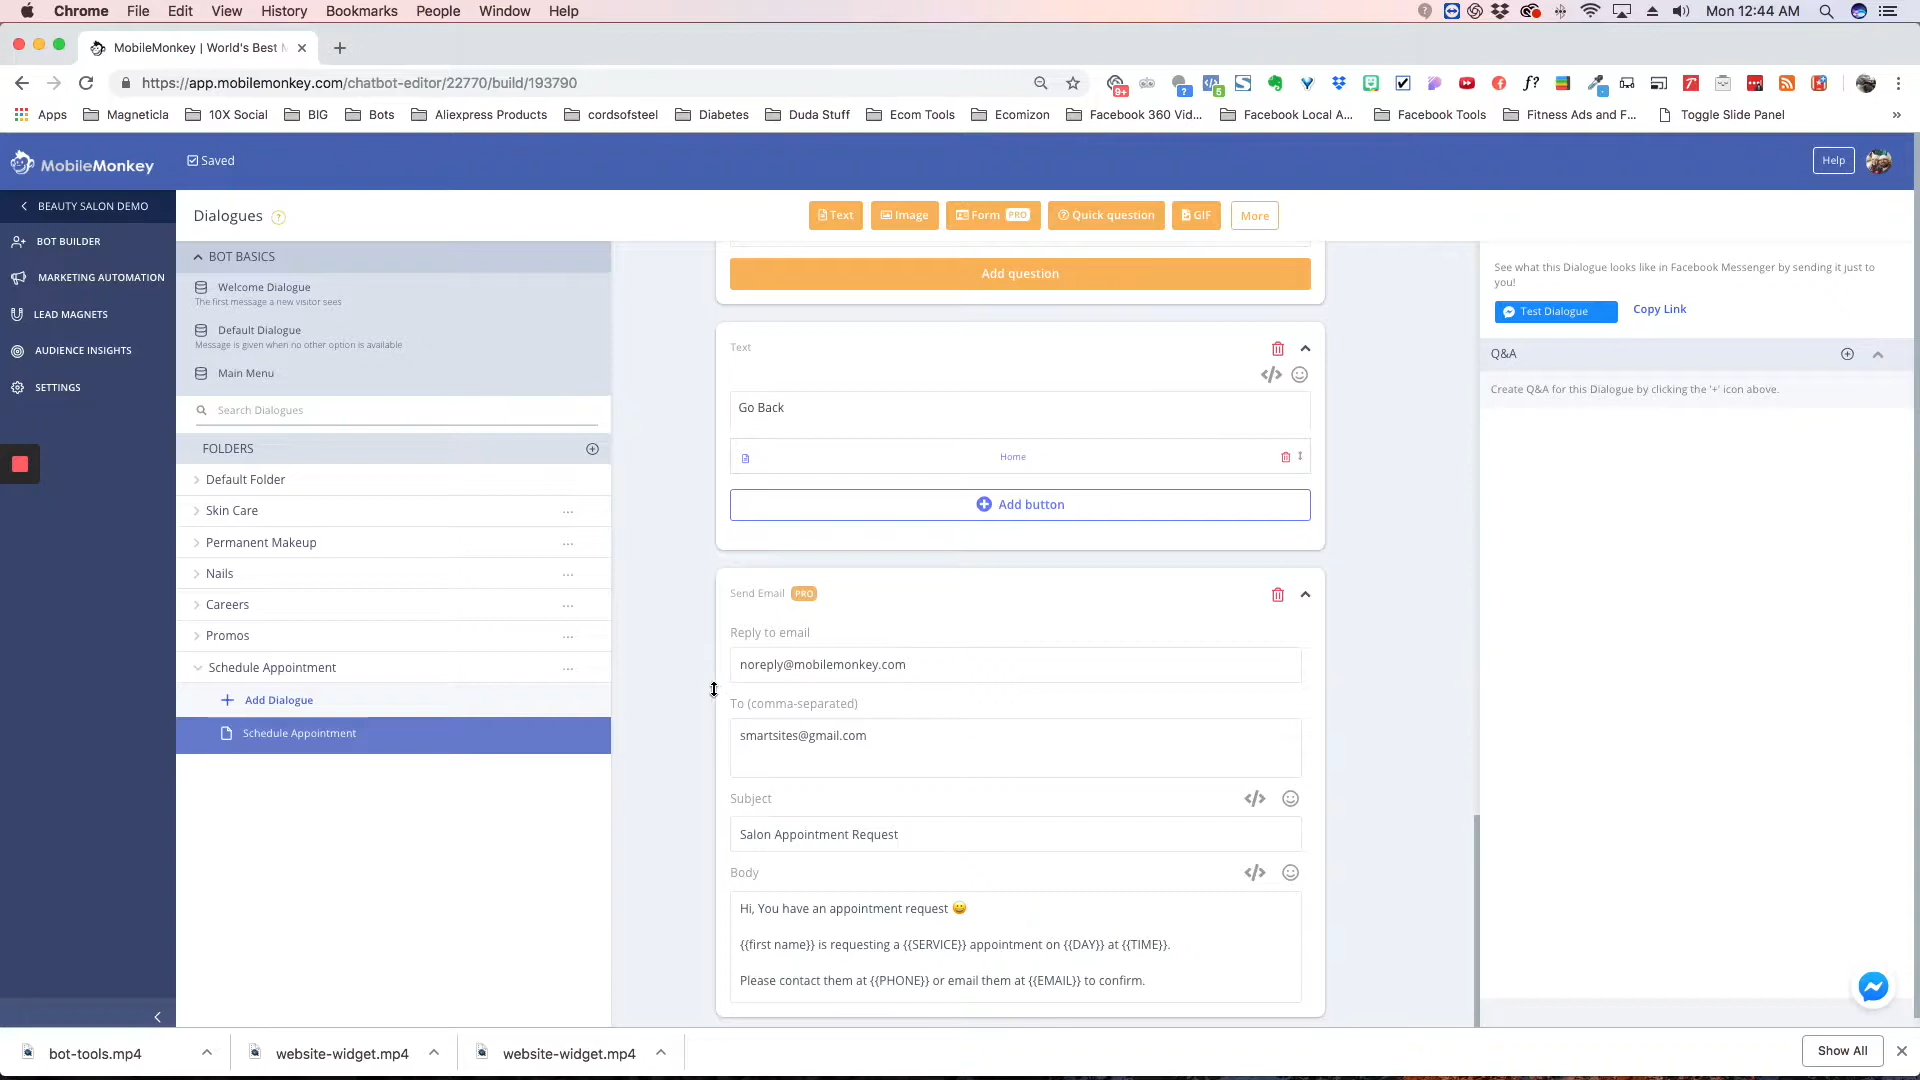 Chrome File Edit View History Bookmarks People Window Help Mon 12:44 AM
MobileMonkey | World's Best M
https://app.mobilemonkey.com/chatbot-editor/22770/build/193790
9+ ? 5 f?
Apps Magneticla 10X Social BIG Bots Aliexpress Products cordsofsteel Diabetes Duda Stuff Ecom Tools Ecomizon Facebook 360 Vid... Facebook Local A... Facebook Tools Fitness Ads and F... Toggle Slide Panel »
MobileMonkey Saved Help
BEAUTY SALON DEMO
BOT BUILDER
MARKETING AUTOMATION
LEAD MAGNETS
AUDIENCE INSIGHTS
SETTINGS
Dialogues ?
Text Image Form PRO Quick question GIF More
BOT BASICS
Welcome Dialogue
The first message a new visitor sees
Default Dialogue
Message is given when no other option is available
Main Menu
Search Dialogues
FOLDERS
Default Folder
Skin Care ...
Permanent Makeup ...
Nails ...
Careers ...
Promos ...
Schedule Appointment ...
Add Dialogue
Schedule Appointment
Add question
Text
Go Back
Home
Add button
Send Email PRO
Reply to email
noreply@mobilemonkey.com
To (comma-separated)
smartsites@gmail.com
Subject
Salon Appointment Request
Body
Hi, You have an appointment request 😀
{{first name}} is requesting a {{SERVICE}} appointment on {{DAY}} at {{TIME}}.
Please contact them at {{PHONE}} or email them at {{EMAIL}} to confirm.
See what this Dialogue looks like in Facebook Messenger by sending it just to
you!
Test Dialogue Copy Link
Q&A
Create Q&A for this Dialogue by clicking the '+' icon above.
bot-tools.mp4 website-widget.mp4 website-widget.mp4 Show All